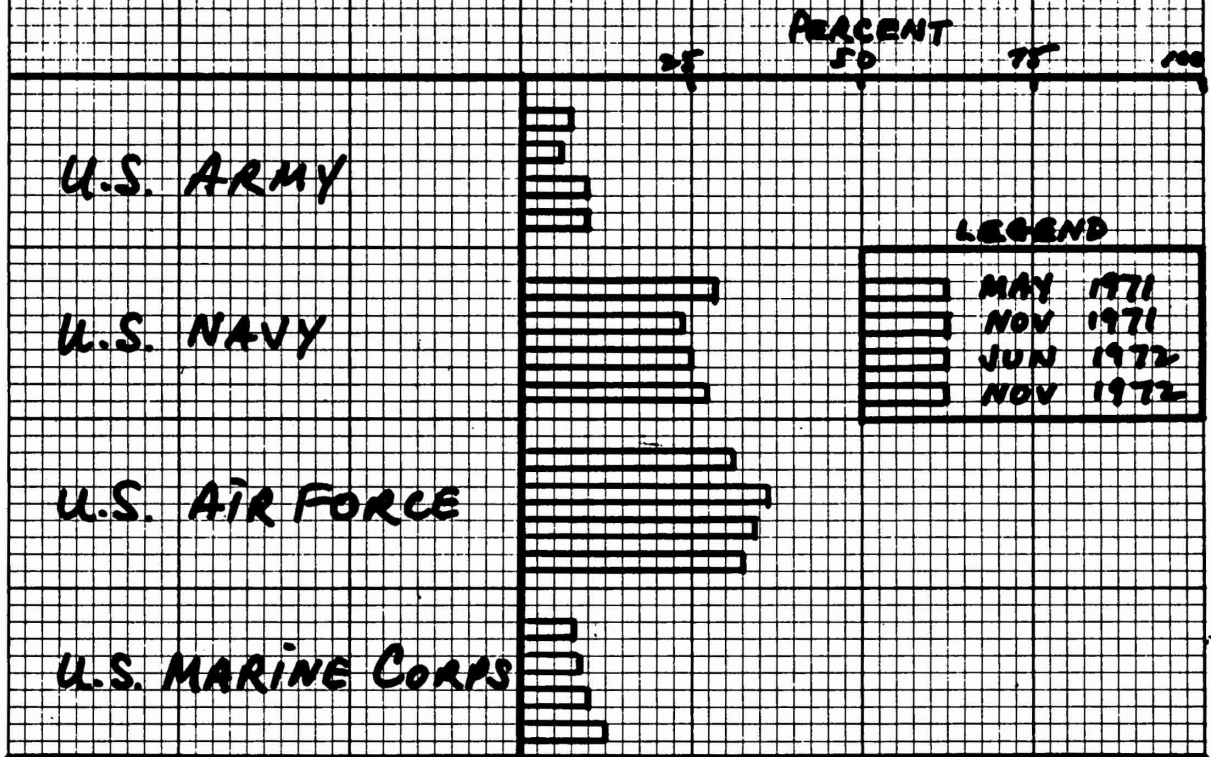 PERCENT
25 50 75 100
U.S. ARMY
LEGEND
MAY 1971
NOV 1971
JUN 1972
NOV 1972
U.S. NAVY
U.S. AIR FORCE
U.S. MARINE CORPS